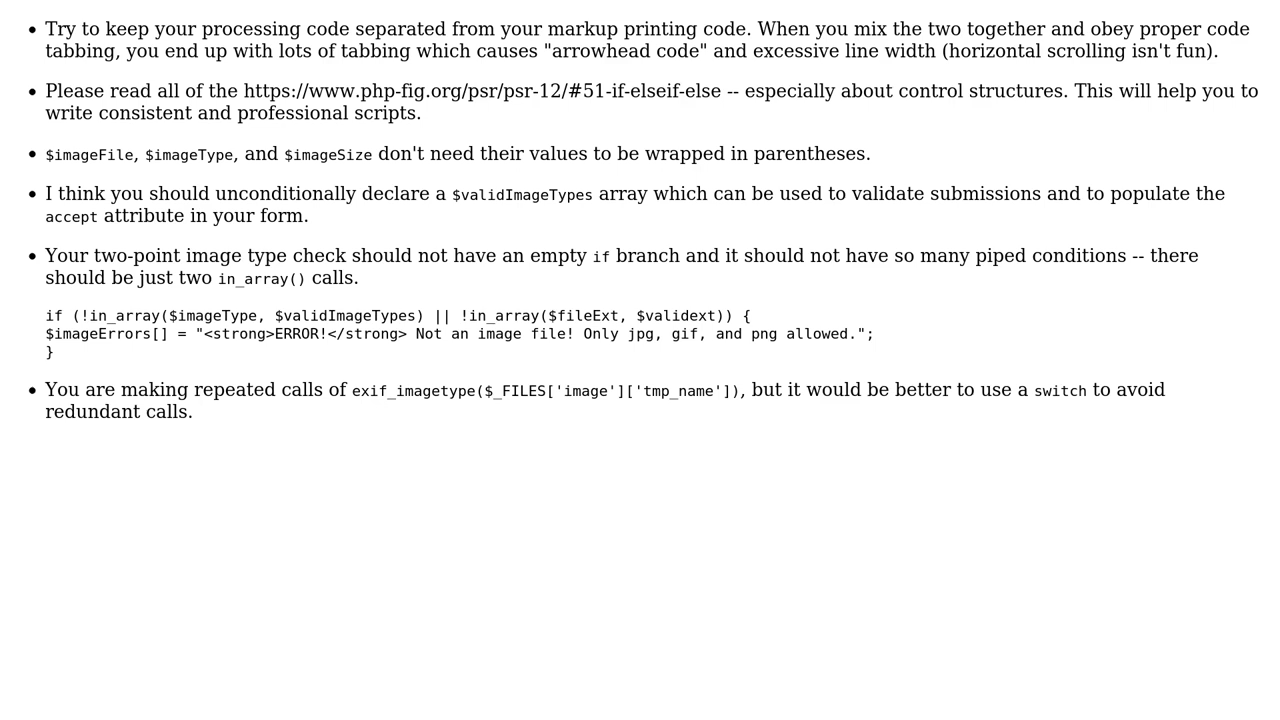 • Try to keep your processing code separated from your markup printing code. When you mix the two together and obey proper code
tabbing, you end up with lots of tabbing which causes "arrowhead code" and excessive line width (horizontal scrolling isn't fun).
• Please read all of the https://www.php-fig.org/psr/psr-12/#51-if-elseif-else -- especially about control structures. This will help you to
write consistent and professional scripts.
• $imageFile, $imageType, and $imageSize don't need their values to be wrapped in parentheses.
• I think you should unconditionally declare a $validImageTypes array which can be used to validate submissions and to populate the
accept attribute in your form.
• Your two-point image type check should not have an empty if branch and it should not have so many piped conditions -- there
should be just two in_array() calls.
if (!in_array($imageType, $validImageTypes) || !in_array($fileExt, $validext)) {
$imageErrors[] = "<strong>ERROR!</strong> Not an image file! Only jpg, gif, and png allowed.";
}
• You are making repeated calls of exif_imagetype($_FILES['image']['tmp_name']), but it would be better to use a switch to avoid
redundant calls.